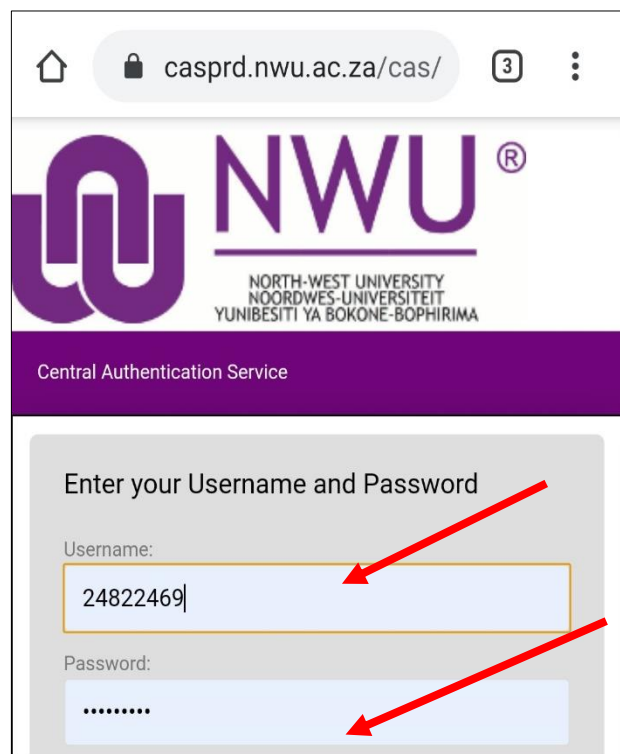 casprd.nwu.ac.za/cas/ 3
NWU®
NORTH-WEST UNIVERSITY
NOORDWES-UNIVERSITEIT
YUNIBESITI YA BOKONE-BOPHIRIMA
Central Authentication Service
Enter your Username and Password
Username:
24822469
Password:
•••••••••